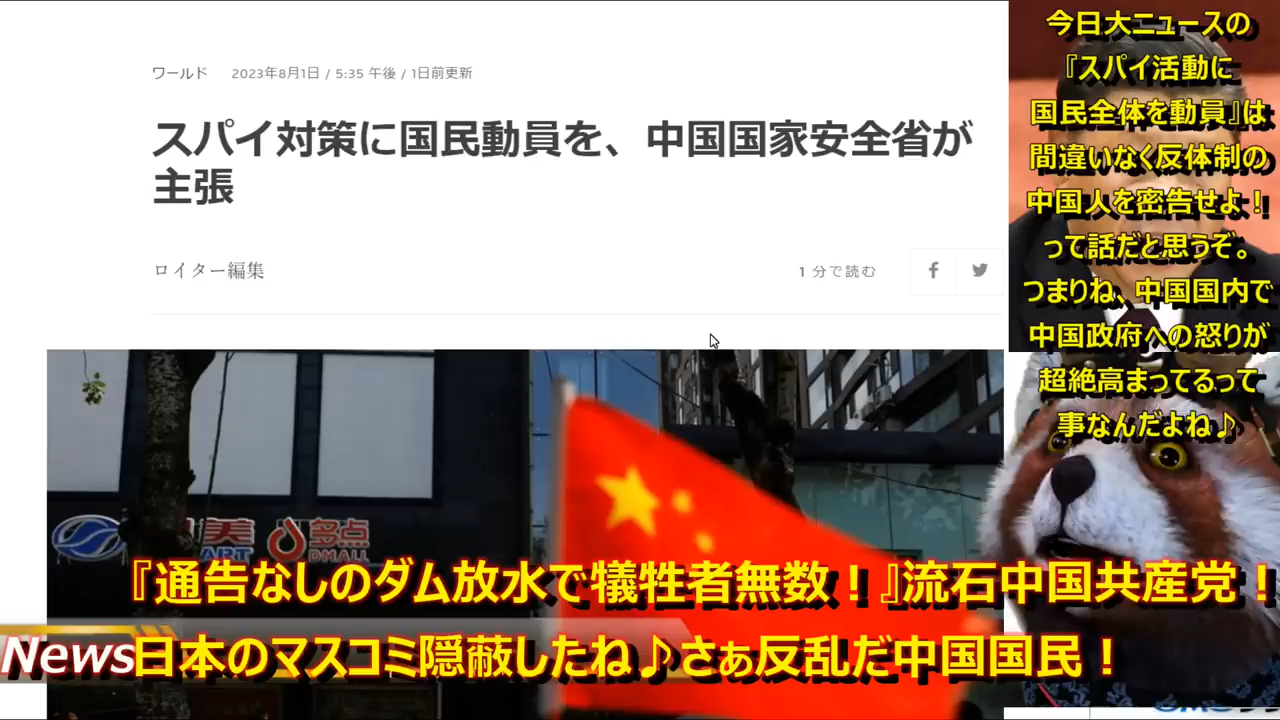 ワールド 2023年8月1日 / 5:35 午後 / 1日前更新
スパイ対策に国民動員を、中国国家安全省が
主張
ロイター編集
1 分で読む
今日大ニュースの
『スパイ活動に
国民全体を動員』は
間違いなく反体制の
中国人を密告せよ！
って話だと思うぞ。
つまりね、中国国内で
中国政府への怒りが
超絶高まってるって
事なんだよね♪
美 多点
ART DMALL
『通告なしのダム放水で犠牲者無数！』流石中国共産党！
News日本のマスコミ隠蔽したね♪さぁ反乱だ中国国民！